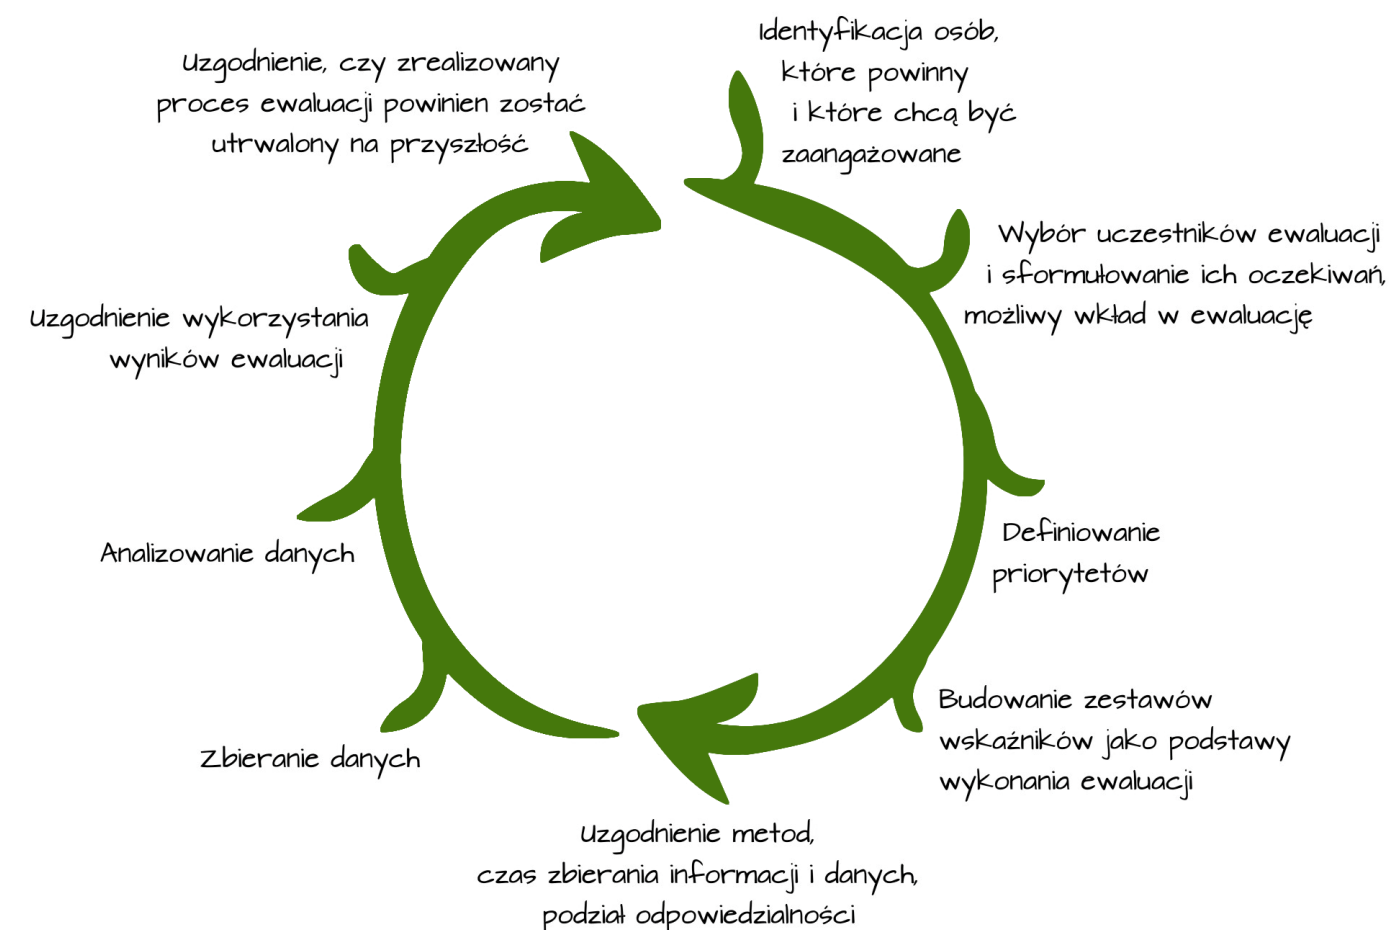 Identyfikacja osób,
które powinny
i które chcą być
zaangażowane
Wybór uczestników ewaluacji
i sformułowanie ich oczekiwań,
możliwy wkład w ewaluację
Definiowanie
priorytetów
Budowanie zestawów
wskaźników jako podstawy
wykonania ewaluacji
Uzgodnienie metod,
czas zbierania informacji i danych,
podział odpowiedzialności
Zbieranie danych
Analizowanie danych
Uzgodnienie wykorzystania
wyników ewaluacji
Uzgodnienie, czy zrealizowany
proces ewaluacji powinien zostać
utrwalony na przyszłość